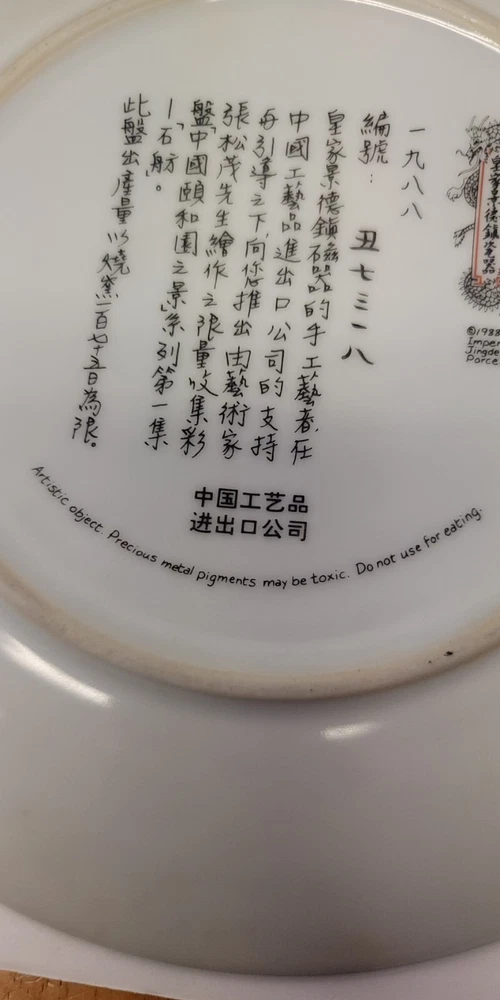 一九八八
編號：
丑七三一八
皇家景德鎮磁器的手工藝者，在
中國工藝品進出口公司的支持
与引導之下，向您推出由藝術家
張松茂先生繪作之限量收集彩
盤「中國頤和園之景」系列第一集
—「石舫」。
此盤出產量以燒窯一百七十五日為限。
中国工艺品
进出口公司
Artistic object. Precious metal pigments may be toxic. Do not use for eating.
©1988
Imper
Jingde
Porcel